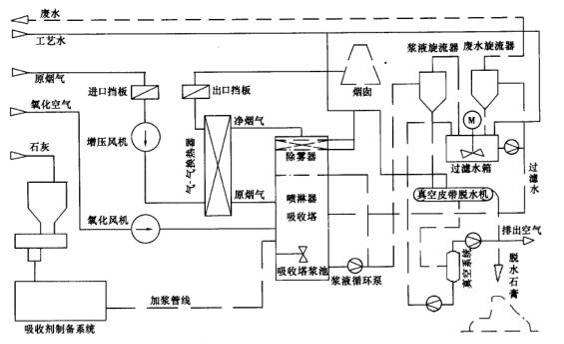 废水
工艺水
原烟气
进口挡板
出口挡板
烟囱
浆液旋流器
废水旋流器
氧化空气
增压风机
净烟气
气-气换热器
除雾器
M
过滤水箱
过滤水
石灰
原烟气
喷淋器
吸收塔
真空皮带脱水机
氧化风机
排出空气
吸收塔浆池
浆液循环泵
真空系统
脱水石膏
加浆管线
吸收剂制备系统